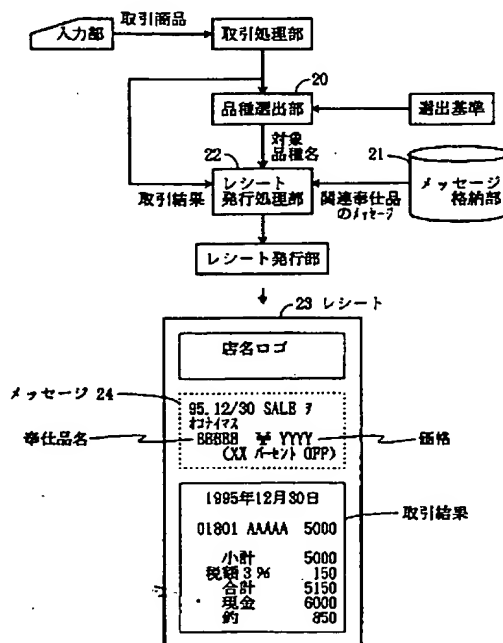 入力部
取引商品
取引処理部
20
品種選出部
選出基準
対象
品種名
22
21
レシート
発行処理部
メッセージ
格納部
取引結果
関連奉仕品
のメッセージ
レシート発行部
23 レシート
店名ロゴ
メッセージ 24
95. 12/30 SALE ヲ
オコナイマス
奉仕品名
BBBBB
YYYY
価格
(XX パーセント OFF)
1995年12月30日
取引結果
01801 AAAAA 5000
小計 5000
税額3% 150
合計 5150
現金 6000
釣 850